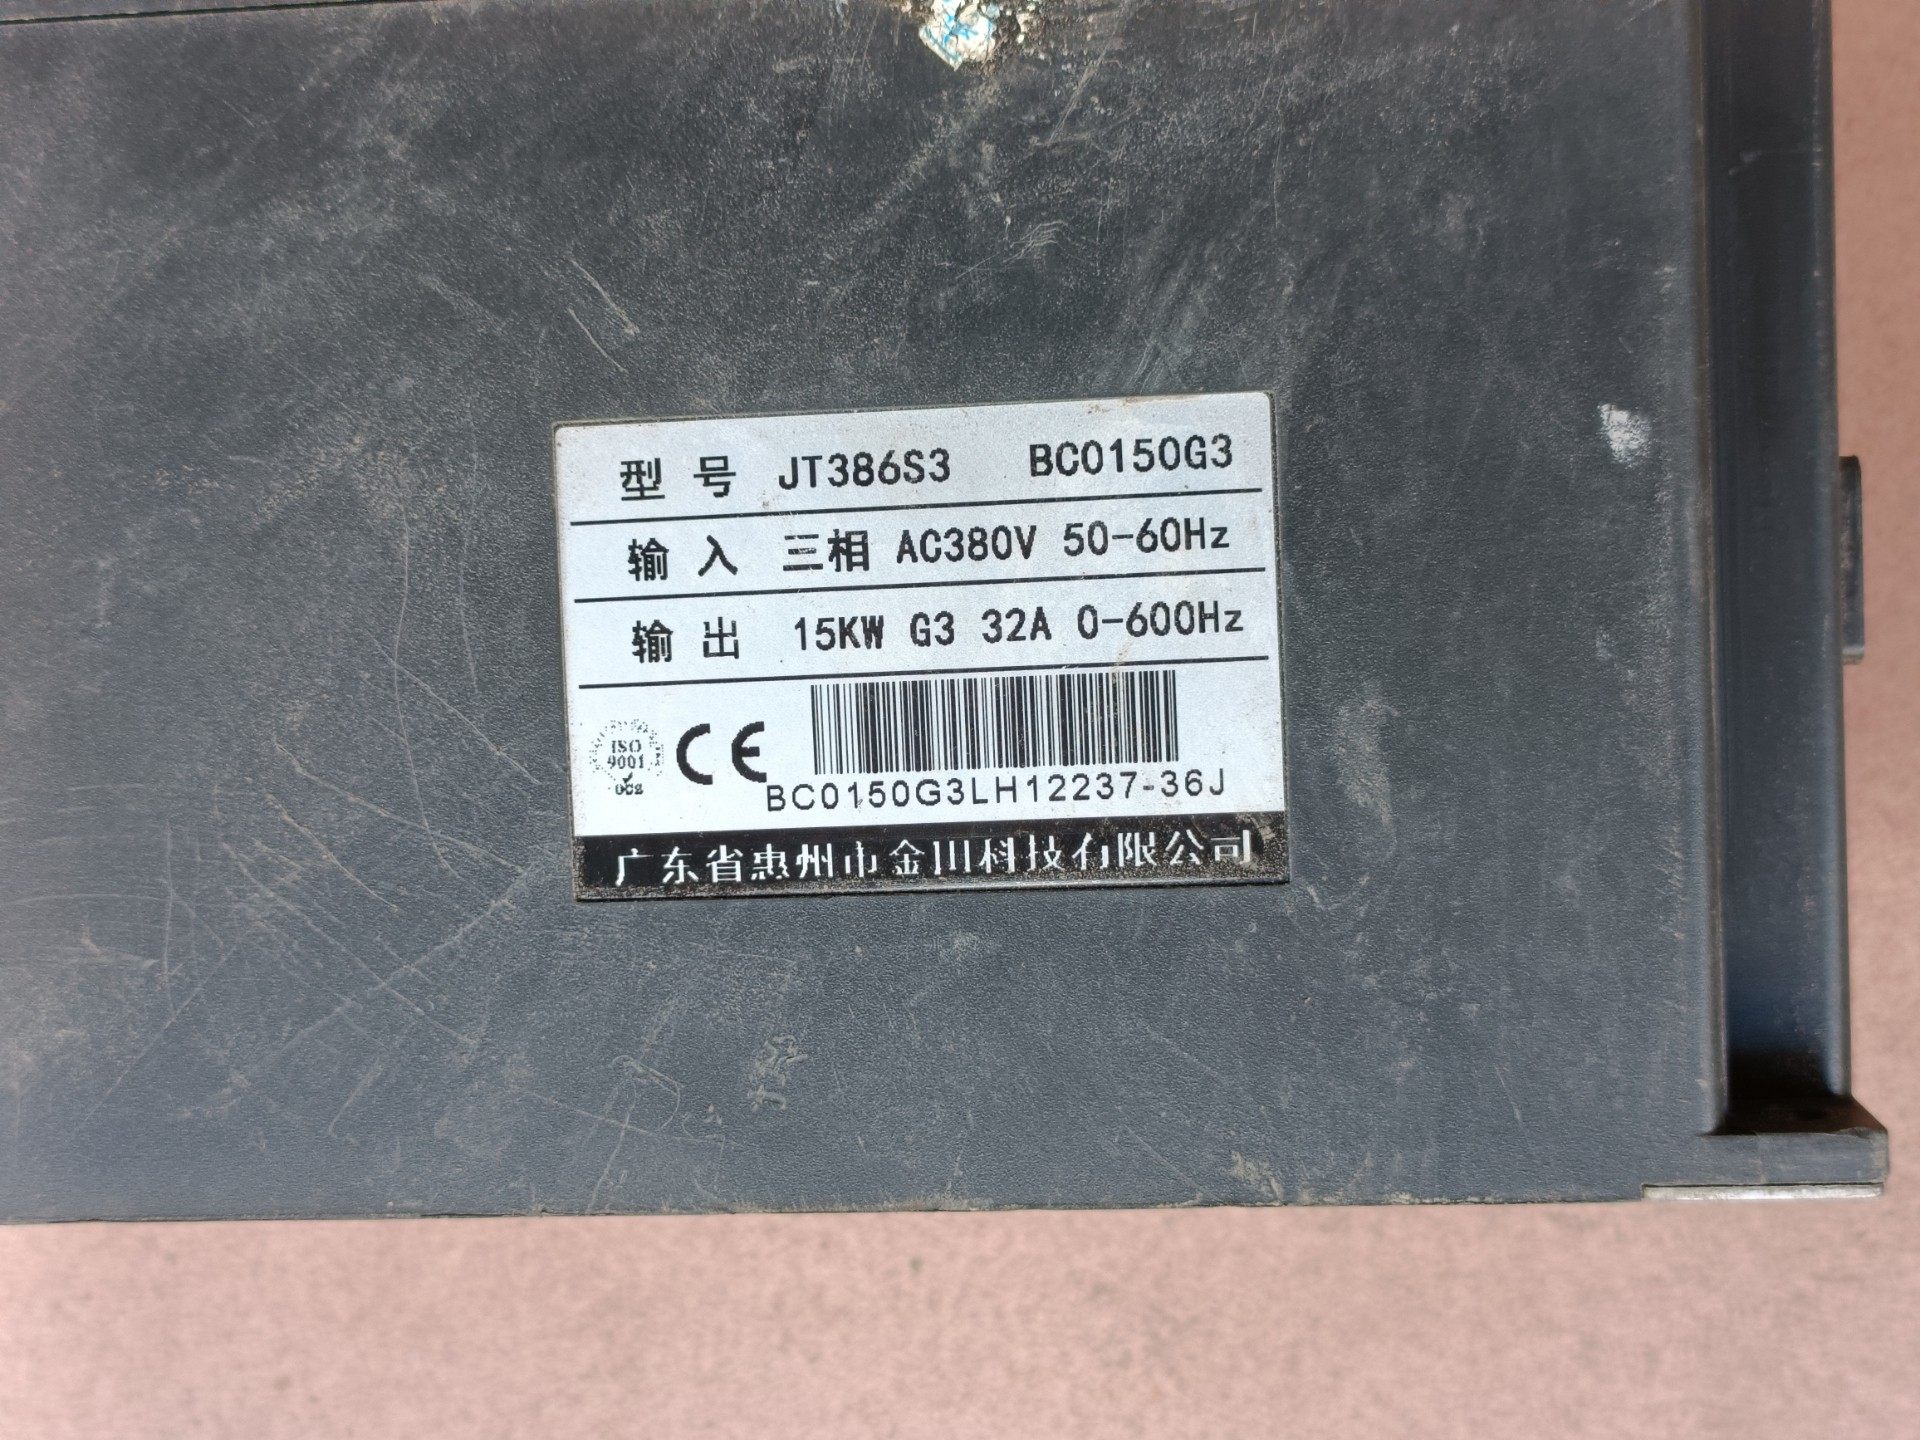 型号 JT386S3 BC0150G3
输入 三相 AC380V 50-60Hz
输出 15KW G3 32A 0-600Hz
ISO
9001
CE
BC0150G3LH12237-36J
广东省惠州市金川科技有限公司